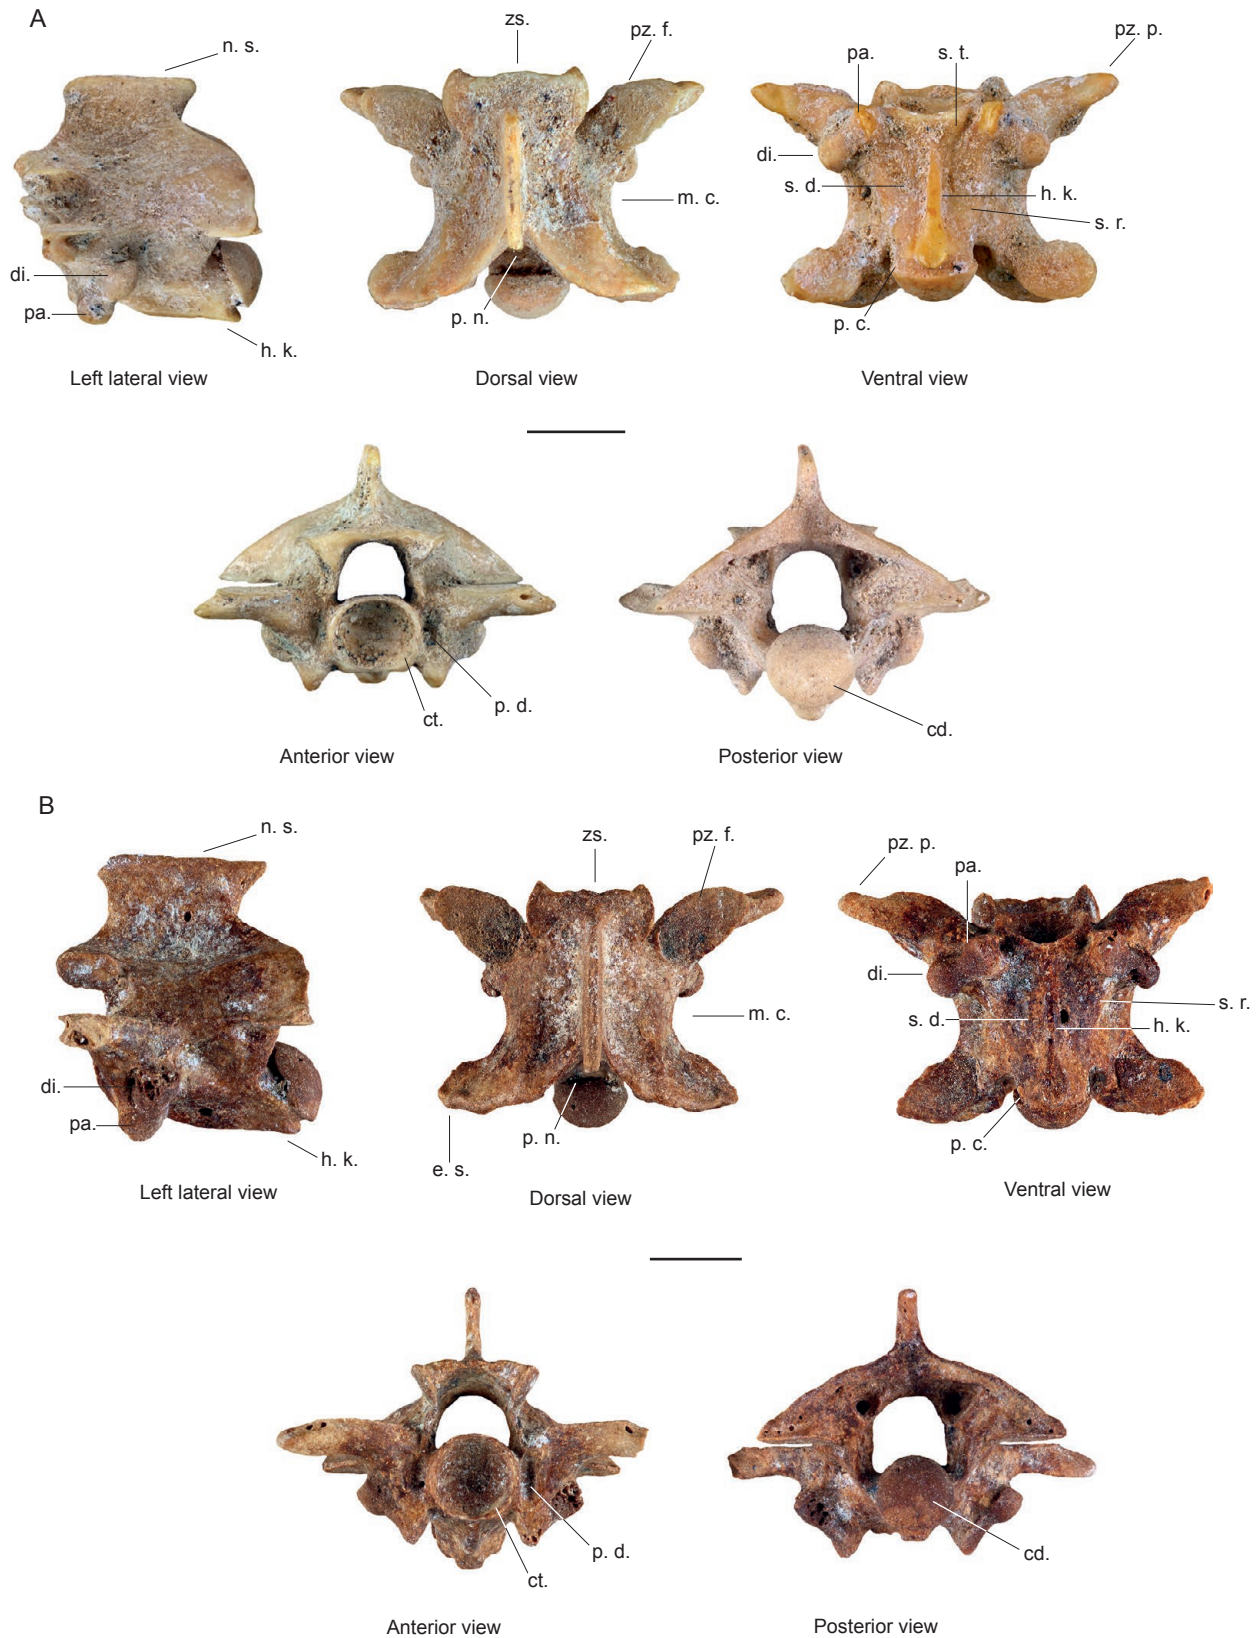 A
n. s.
di.
pa.
h. k.
Left lateral view
zs.
pz. f.
m. c.
p. n.
Dorsal view
pz. p.
pa.
s. t.
di.
s. d.
h. k.
s. r.
p. c.
Ventral view
ct.
p. d.
Anterior view
cd.
Posterior view
B
n. s.
di.
pa.
h. k.
Left lateral view
zs.
pz. f.
m. c.
p. n.
e. s.
Dorsal view
pz. p.
pa.
di.
s. d.
h. k.
s. r.
p. c.
Ventral view
ct.
p. d.
Anterior view
cd.
Posterior view